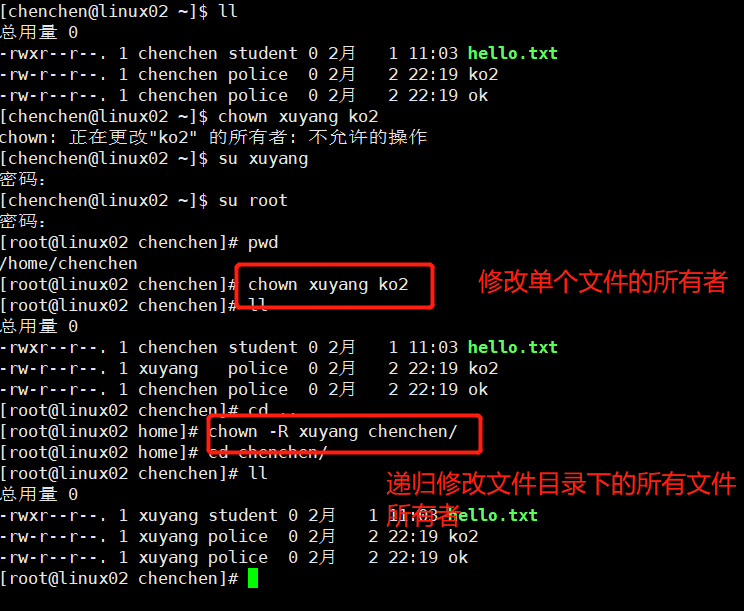 [chenchen@linux02 ~]$ ll
总用量 0
-rwxr--r--. 1 chenchen student 0 2月   1 11:03 hello.txt
-rw-r--r--. 1 chenchen police  0 2月   2 22:19 ko2
-rw-r--r--. 1 chenchen police  0 2月   2 22:19 ok
[chenchen@linux02 ~]$ chown xuyang ko2
chown: 正在更改"ko2" 的所有者: 不允许的操作
[chenchen@linux02 ~]$ su xuyang
密码:
[chenchen@linux02 ~]$ su root
密码:
[root@linux02 chenchen]# pwd
/home/chenchen
[root@linux02 chenchen]# chown xuyang ko2
修改单个文件的所有者
[root@linux02 chenchen]# ll
总用量 0
-rwxr--r--. 1 chenchen student 0 2月   1 11:03 hello.txt
-rw-r--r--. 1 xuyang   police  0 2月   2 22:19 ko2
-rw-r--r--. 1 chenchen police  0 2月   2 22:19 ok
[root@linux02 chenchen]# cd ..
[root@linux02 home]# chown -R xuyang chenchen/
[root@linux02 home]# cd chenchen/
[root@linux02 chenchen]# ll
递归修改文件目录下的所有文件
所有者
总用量 0
-rwxr--r--. 1 xuyang student 0 2月   1 11:03 hello.txt
-rw-r--r--. 1 xuyang police  0 2月   2 22:19 ko2
-rw-r--r--. 1 xuyang police  0 2月   2 22:19 ok
[root@linux02 chenchen]#